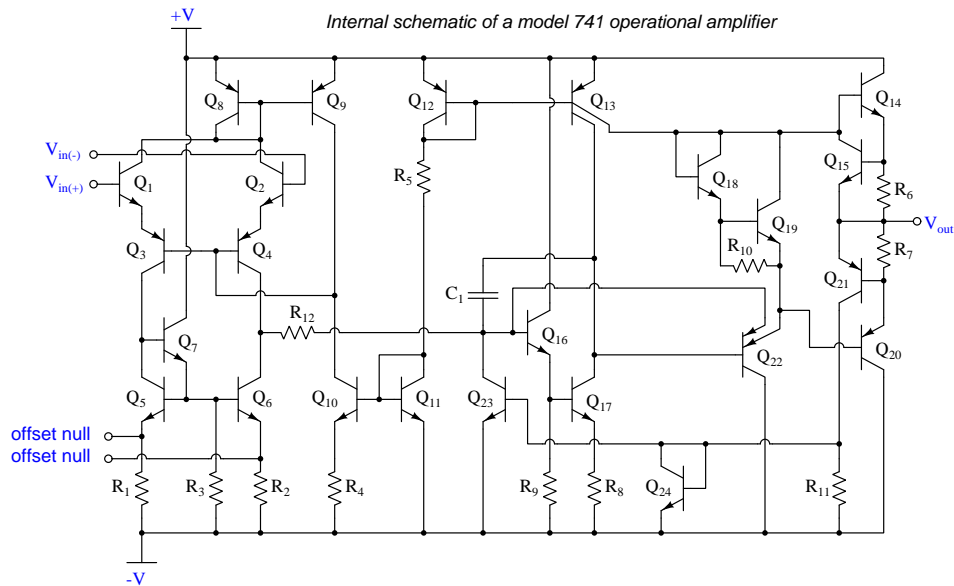 Internal schematic of a model 741 operational amplifier
+V
Q8
Q9
Q12
Q13
Q14
Vin(-)
Vin(+)
Q1
Q2
R5
Q18
Q15
R6
Q3
Q4
Q19
Vout
R10
R7
Q21
C1
R12
Q7
Q16
Q22
Q20
Q5
Q6
Q10
Q11
Q23
Q17
offset null
offset null
R1
R3
R2
R4
R9
R8
Q24
R11
-V